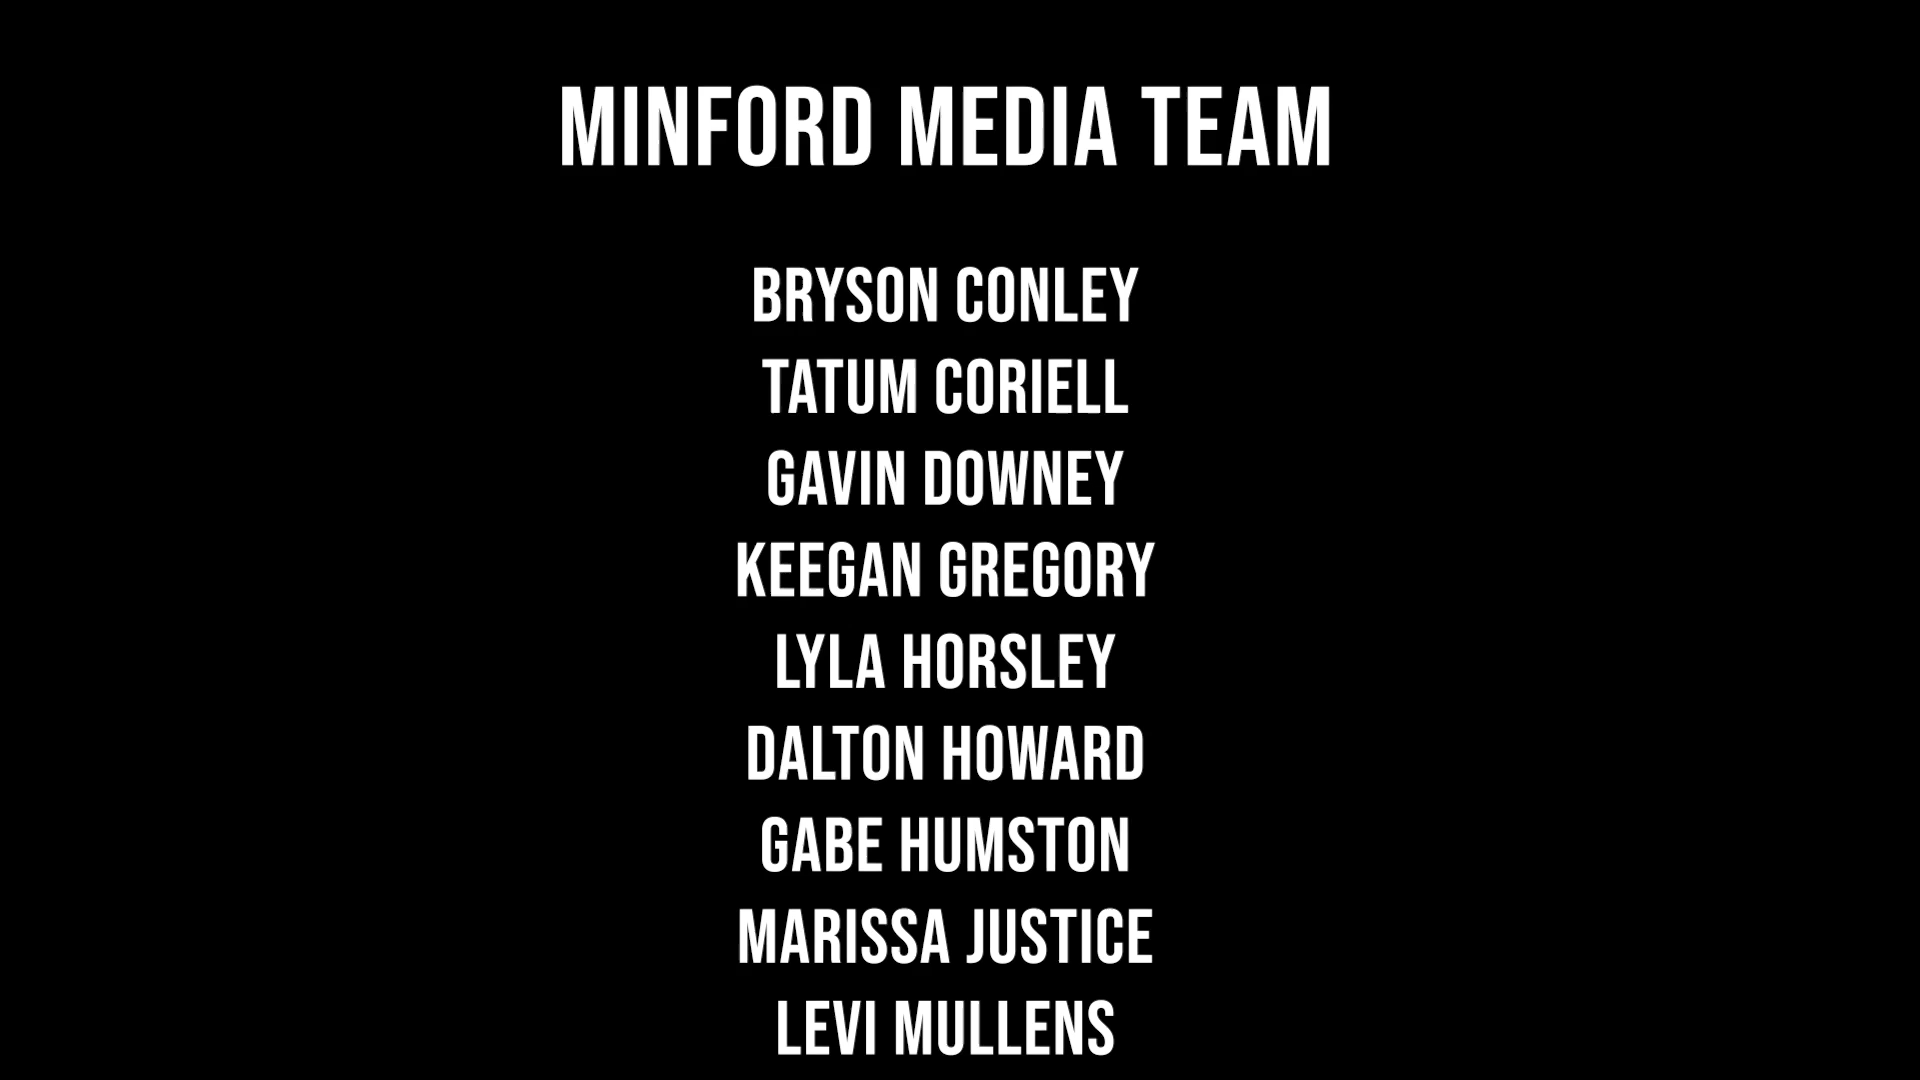 MINFORD MEDIA TEAM
BRYSON CONLEY
TATUM CORIELL
GAVIN DOWNEY
KEEGAN GREGORY
LYLA HORSLEY
DALTON HOWARD
GABE HUMSTON
MARISSA JUSTICE
LEVI MULLENS